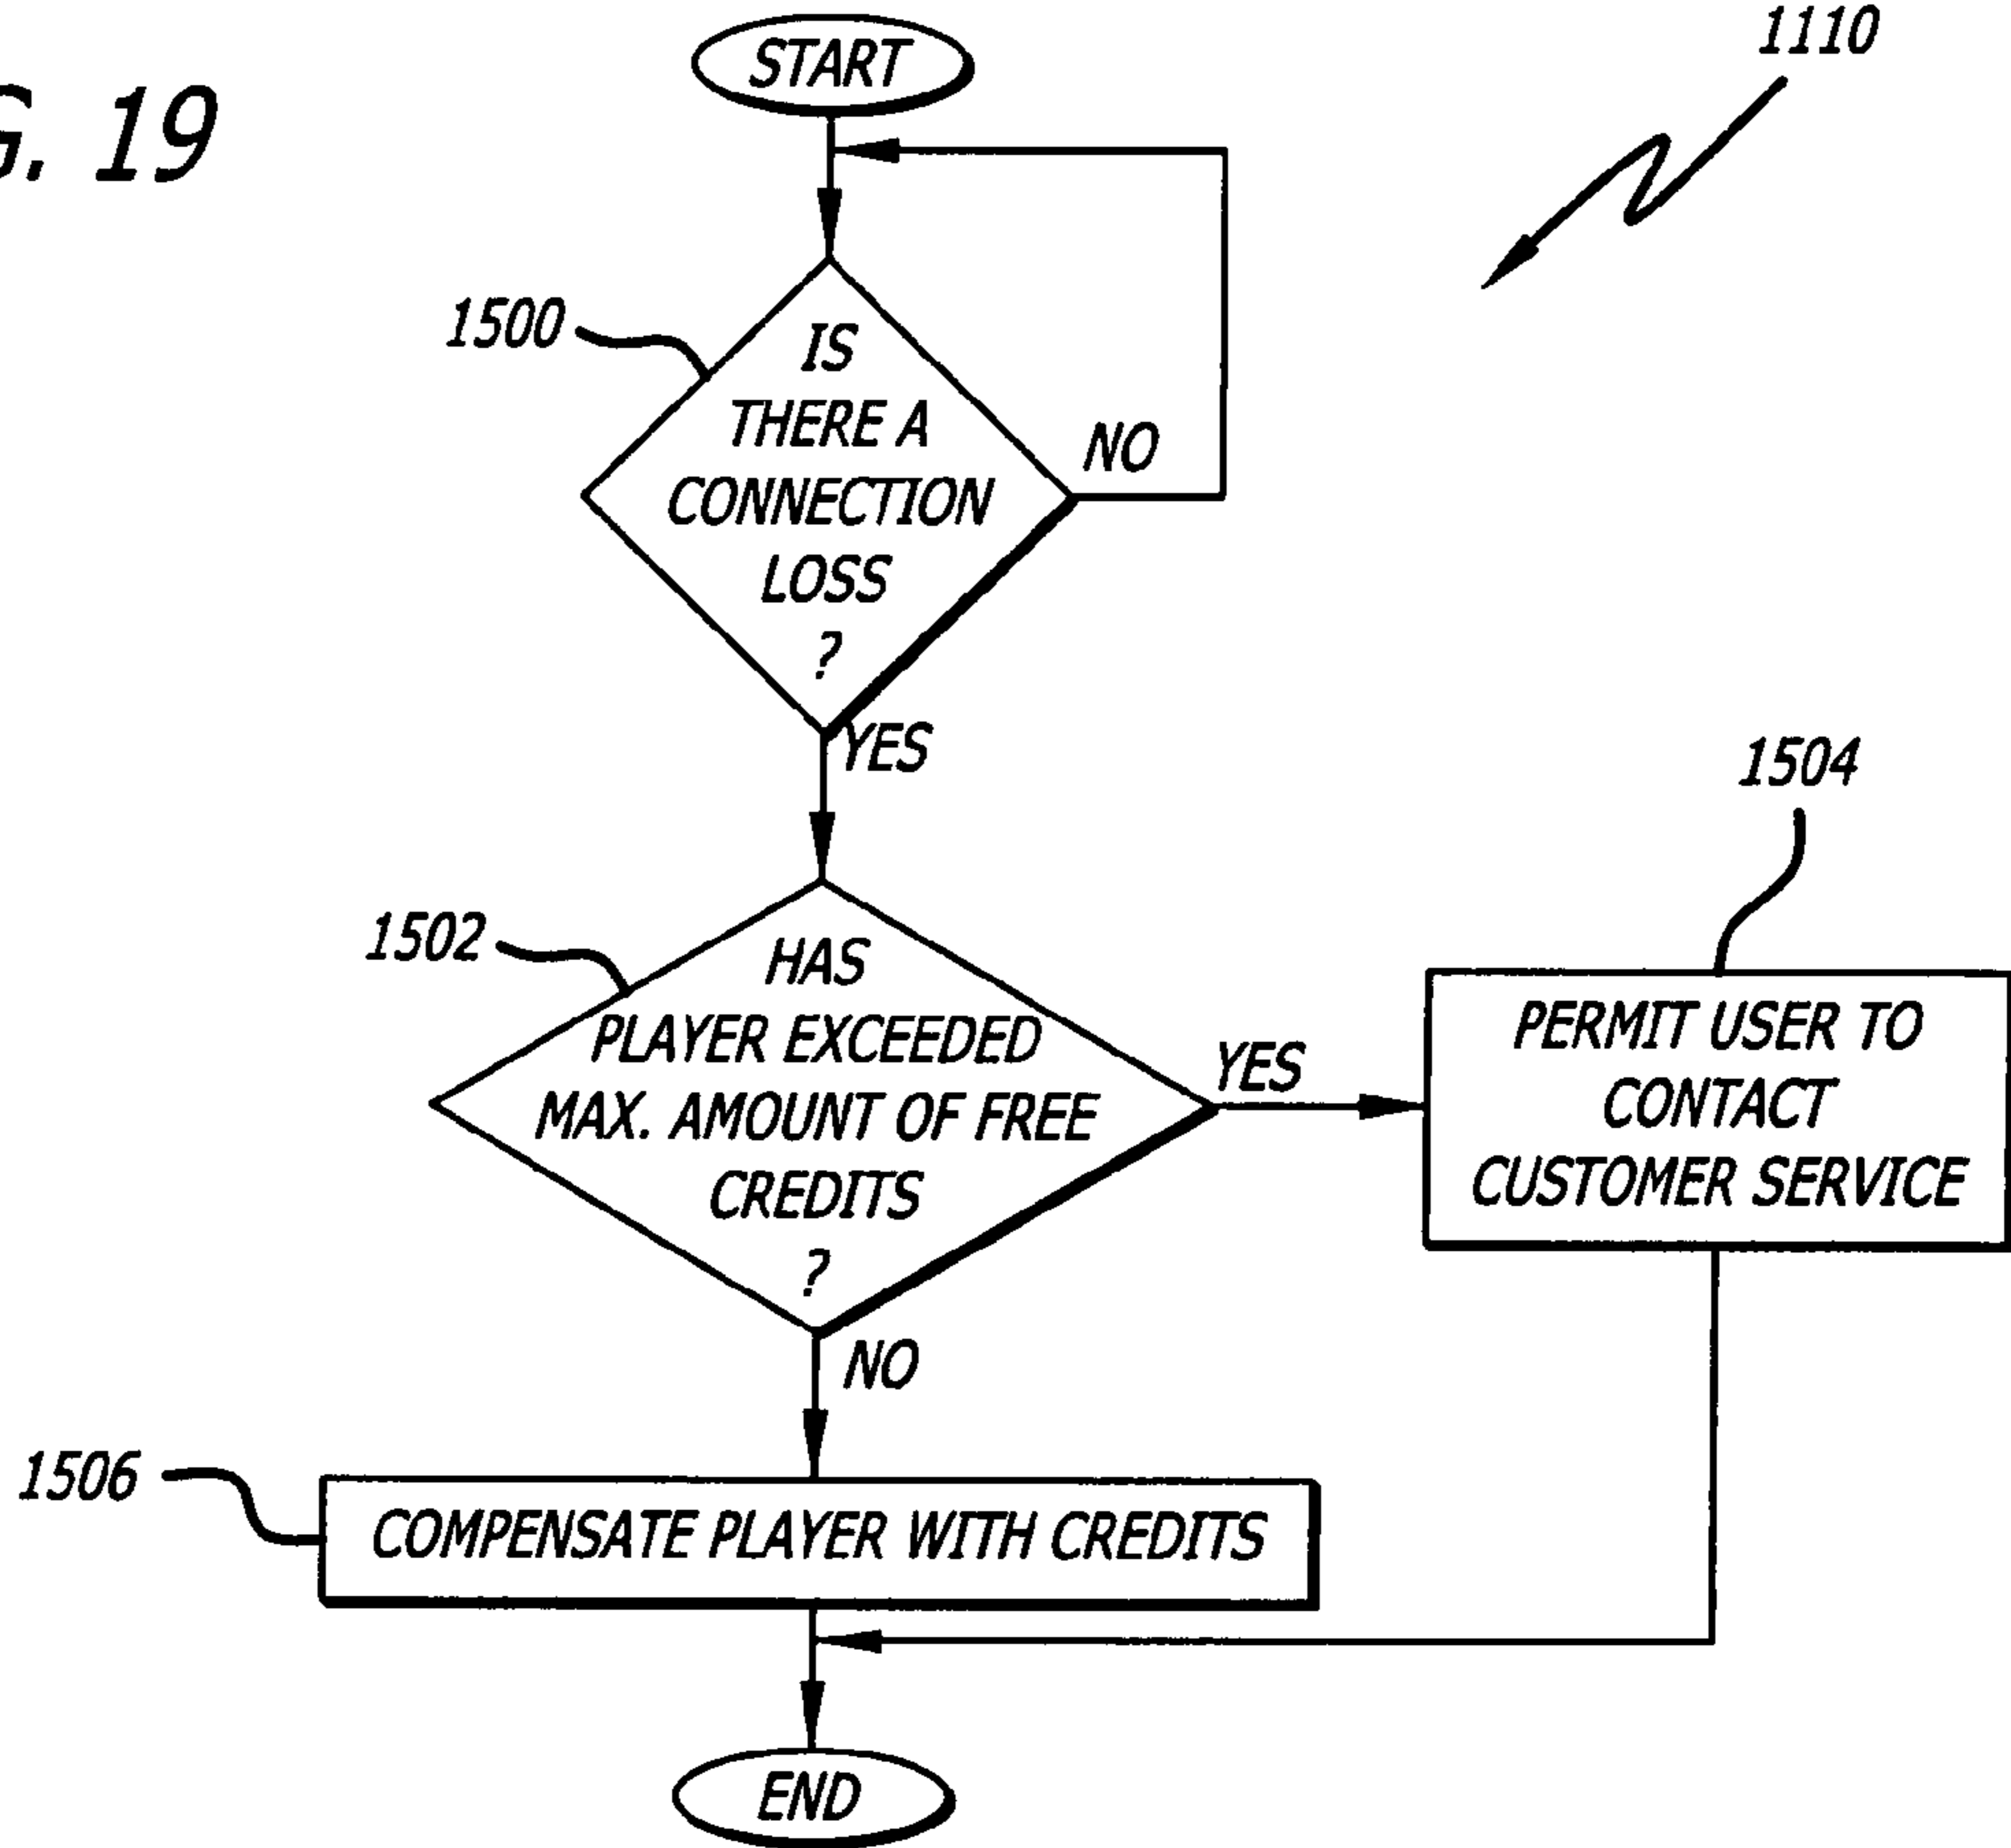 G. 19
START
1110
1500
IS
THERE A
CONNECTION
LOSS
?
NO
YES
1502
HAS
PLAYER EXCEEDED
MAX. AMOUNT OF FREE
CREDITS
?
YES
1504
PERMIT USER TO
CONTACT
CUSTOMER SERVICE
NO
1506
COMPENSATE PLAYER WITH CREDITS
END